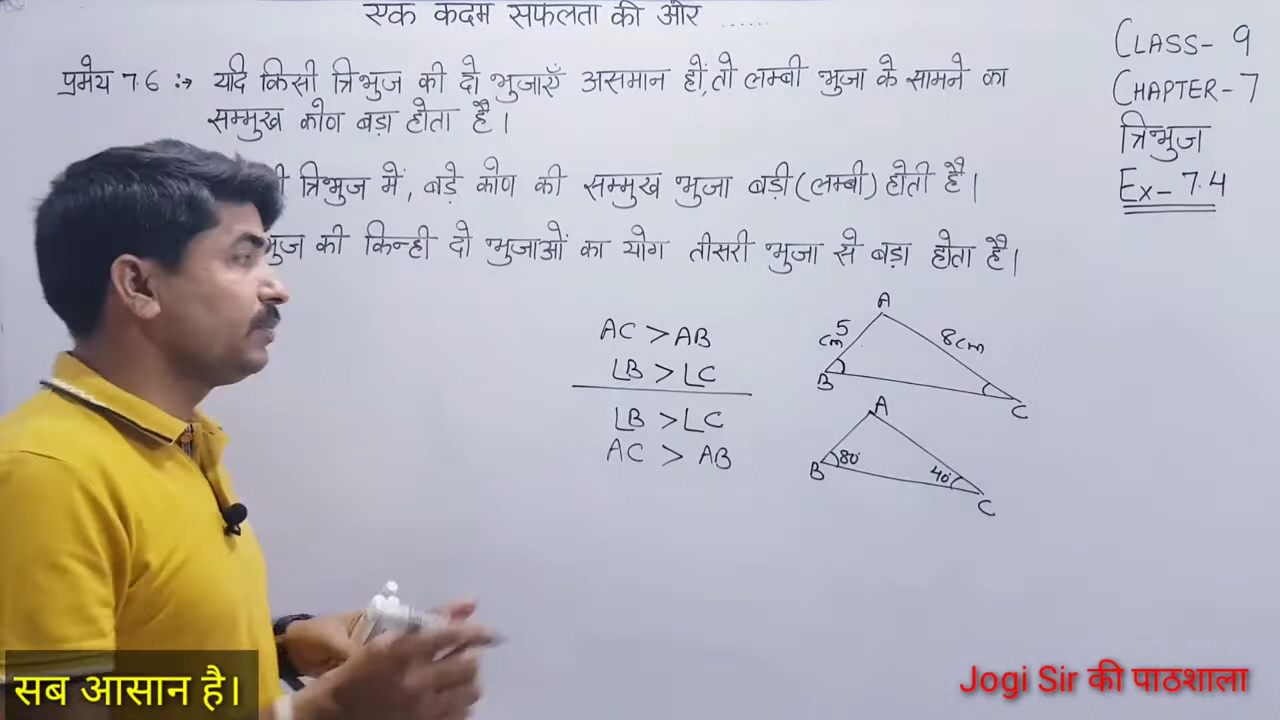 एक कदम सफलता की ओर ......
CLASS- 9
CHAPTER- 7
त्रिभुज
Ex- 7.4
प्रमेय 7.6 :→ यदि किसी त्रिभुज की दो भुजाएँ असमान हों, तो लम्बी भुजा के सामने का
सम्मुख कोण बड़ा होता है।
त्रिभुज में, बड़े कोण की सम्मुख भुजा बड़ी (लम्बी) होती है।
की किन्ही दो भुजाओं का योग तीसरी भुजा से बड़ा होता है।
AC > AB
∠B > ∠C
∠B > ∠C
AC > AB
A
5 cm
8cm
B
C
A
B
80°
40°
C
सब आसान है।
Jogi Sir की पाठशाला